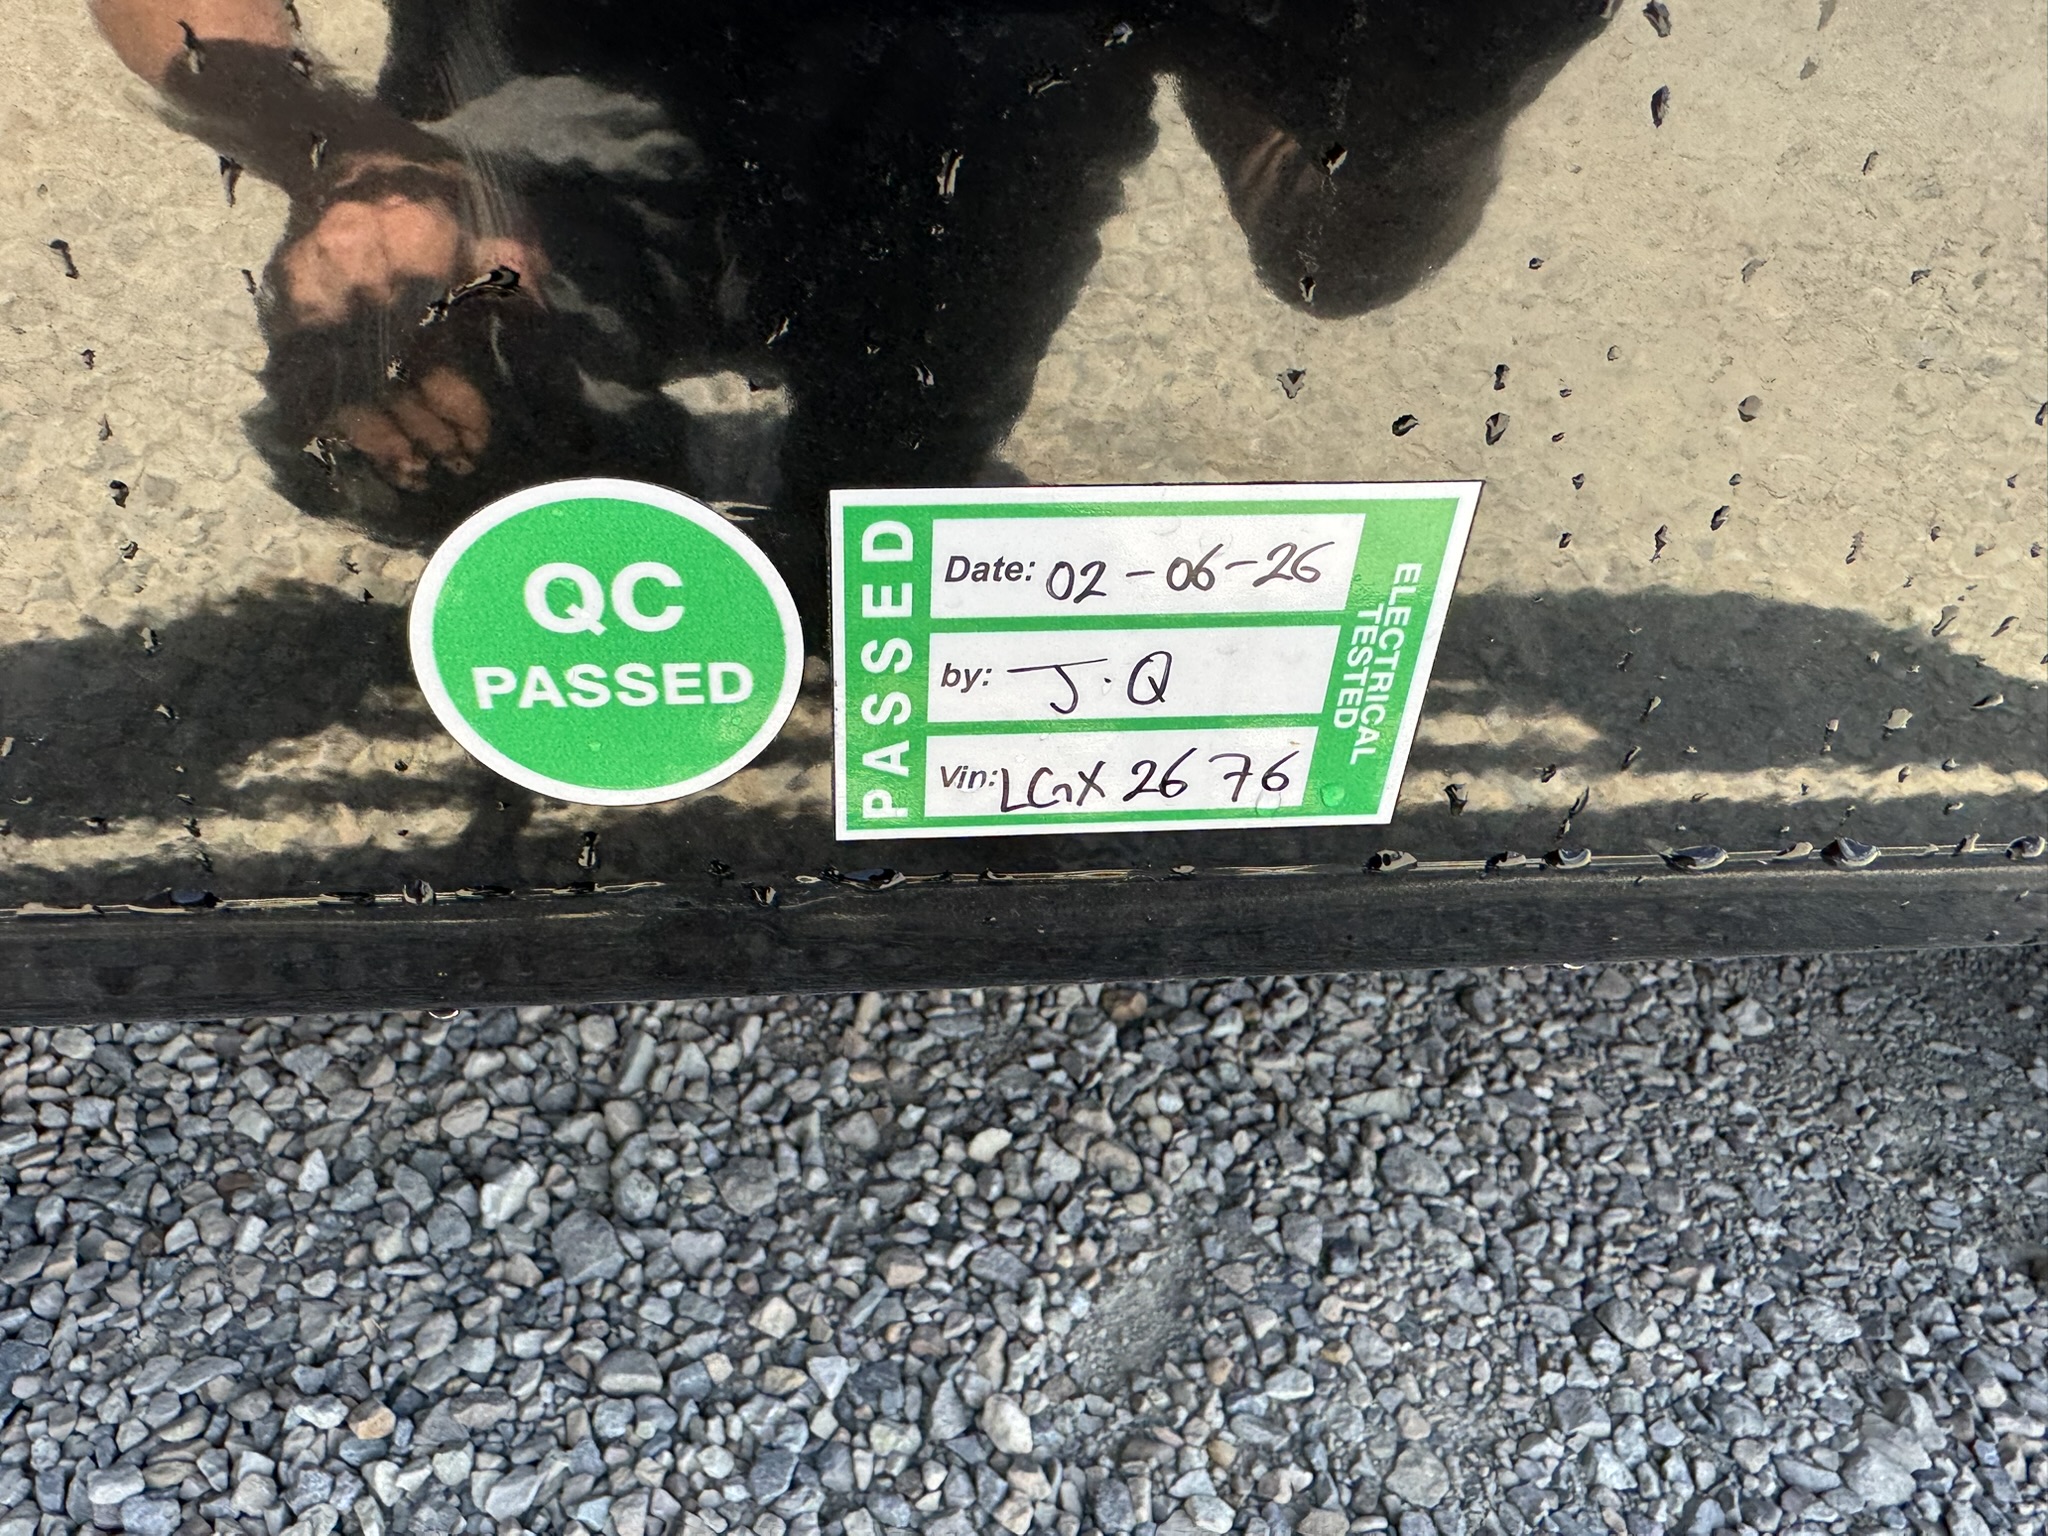 QC
PASSED
PASSED
Date: 02-06-26
by: J.Q
Vin: LGX 2676
ELECTRICAL
TESTED